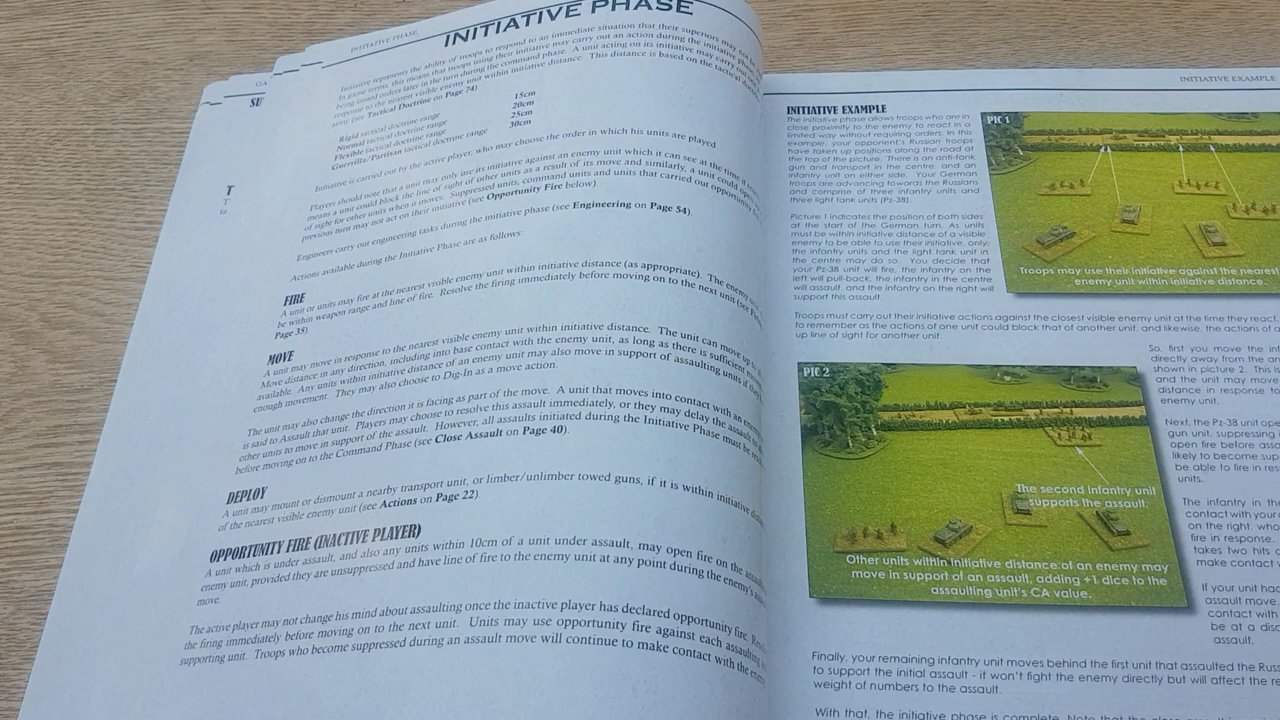 INITIATIVE PHASE
INITIATIVE PHASE
Initiative represents the ability of troops to respond to an immediate situation that their superiors may not
In game terms, this means that troops using their initiative may carry out an action during the initiative
being issued orders later in the turn during the command phase. A unit acting on its initiative may carry
response to the nearest visible enemy unit within initiative distance. This distance is based on the tactical
army (see Tactical Doctrine on Page 74)
Rigid tactical doctrine range 15cm
Normal tactical doctrine range 20cm
Flexible tactical doctrine range 25cm
Guerrilla/Partisan tactical doctrine range 30cm
Initiative is carried out by the active player, who may choose the order in which his units are played
Players should note that a unit may only use its initiative against an enemy unit which it can see at the time
means a unit could block the line of sight of other units as a result of its move and similarly, a unit could
of sight for other units when it moves. Suppressed units, command units and units that carried out opportunity
previous turn may not act on their initiative (see Opportunity Fire below)
Engineers carry out engineering tasks during the initiative phase (see Engineering on Page 54).
Actions available during the Initiative Phase are as follows:
FIRE
A unit or units may fire at the nearest visible enemy unit within initiative distance (as appropriate). The enemy
be within weapon range and line of fire. Resolve the firing immediately before moving on to the next unit (see
Page 35)
MOVE
A unit may move in response to the nearest visible enemy unit within initiative distance. The unit can move up
Move distance in any direction, including into base contact with the enemy unit, as long as there is sufficient
available. Any units within initiative distance of an enemy unit may also move in support of assaulting units if
enough movement. They may also choose to Dig-In as a move action.
The unit may also change the direction it is facing as part of the move. A unit that moves into contact with an
is said to Assault that unit. Players may choose to resolve this assault immediately, or they may delay the assault
other units to move in support of the assault. However, all assaults initiated during the Initiative Phase must be
before moving on to the Command Phase (see Close Assault on Page 40).
DEPLOY
A unit may mount or dismount a nearby transport unit, or limber/unlimber towed guns, if it is within initiative
of the nearest visible enemy unit (see Actions on Page 22).
OPPORTUNITY FIRE (INACTIVE PLAYER)
A unit which is under assault, and also any units within 10cm of a unit under assault, may open fire on the
enemy unit, provided they are unsuppressed and have line of fire to the enemy unit at any point during the enemy's
move.
The active player may not change his mind about assaulting once the inactive player has declared opportunity fire.
the firing immediately before moving on to the next unit. Units may use opportunity fire against each assaulting
supporting unit. Troops who become suppressed during an assault move will continue to make contact with the
INITIATIVE EXAMPLE
INITIATIVE EXAMPLE
The initiative phase allows troops who are in
close proximity to the enemy to react in a
limited way without requiring orders. In this
example, your opponent's Russian troops
have taken up positions along the road at
the top of the picture. There is an anti-tank
gun and transport in the centre, and an
infantry unit on either side. Your German
troops are advancing towards the Russians
and comprise of three infantry units and
three light tank units (Pz-38).
Picture 1 indicates the position of both sides
at the start of the German turn. As units
must be within initiative distance of a visible
enemy to be able to use their initiative, only
the infantry units and the light tank unit in
the centre may do so. You decide that
your Pz-38 unit will fire, the infantry on the
left will pull-back, the infantry in the centre
will assault, and the infantry on the right will
support this assault.
PIC 1
Troops may use their initiative against the nearest
enemy unit within initiative distance.
Troops must carry out their initiative actions against the closest visible enemy unit at the time they react.
to remember as the actions of one unit could block that of another unit, and likewise, the actions of
up line of sight for another unit.
PIC 2
The second infantry unit
supports the assault.
Other units within initiative distance of an enemy may
move in support of an assault, adding +1 dice to the
assaulting unit's CA value.
So, first you move the
directly away from the
shown in picture 2. This is
and the unit may move
distance in response to
enemy unit.
Next, the Pz-38 unit
gun unit, suppressing
open fire before
likely to become
be able to fire in
units.
The infantry in the
contact with your
on the right, who
fire in response.
takes two hits
make contact
If your unit had
assault move,
contact with
be at a
assault.
Finally, your remaining infantry unit moves behind the first unit that assaulted the
to support the initial assault - it won't fight the enemy directly but will affect the
weight of numbers to the assault.
With that, the initiative phase is complete. Note that the close